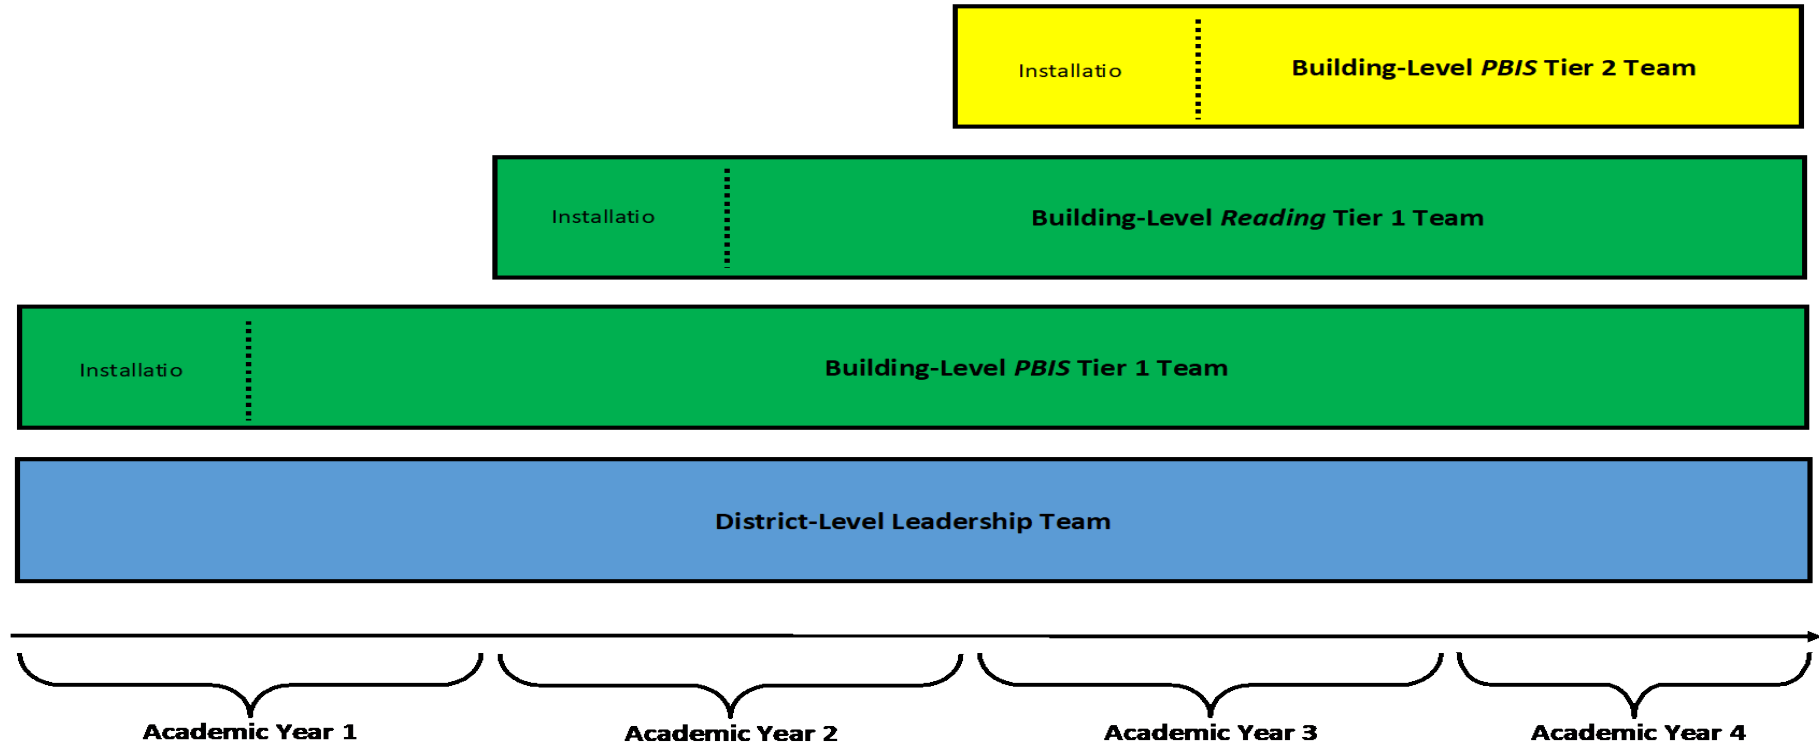 Installatio
Building-Level PBIS Tier 2 Team
Installatio
Building-Level Reading Tier 1 Team
Installatio
Building-Level PBIS Tier 1 Team
District-Level Leadership Team
Academic Year 1
Academic Year 2
Academic Year 3
Academic Year 4